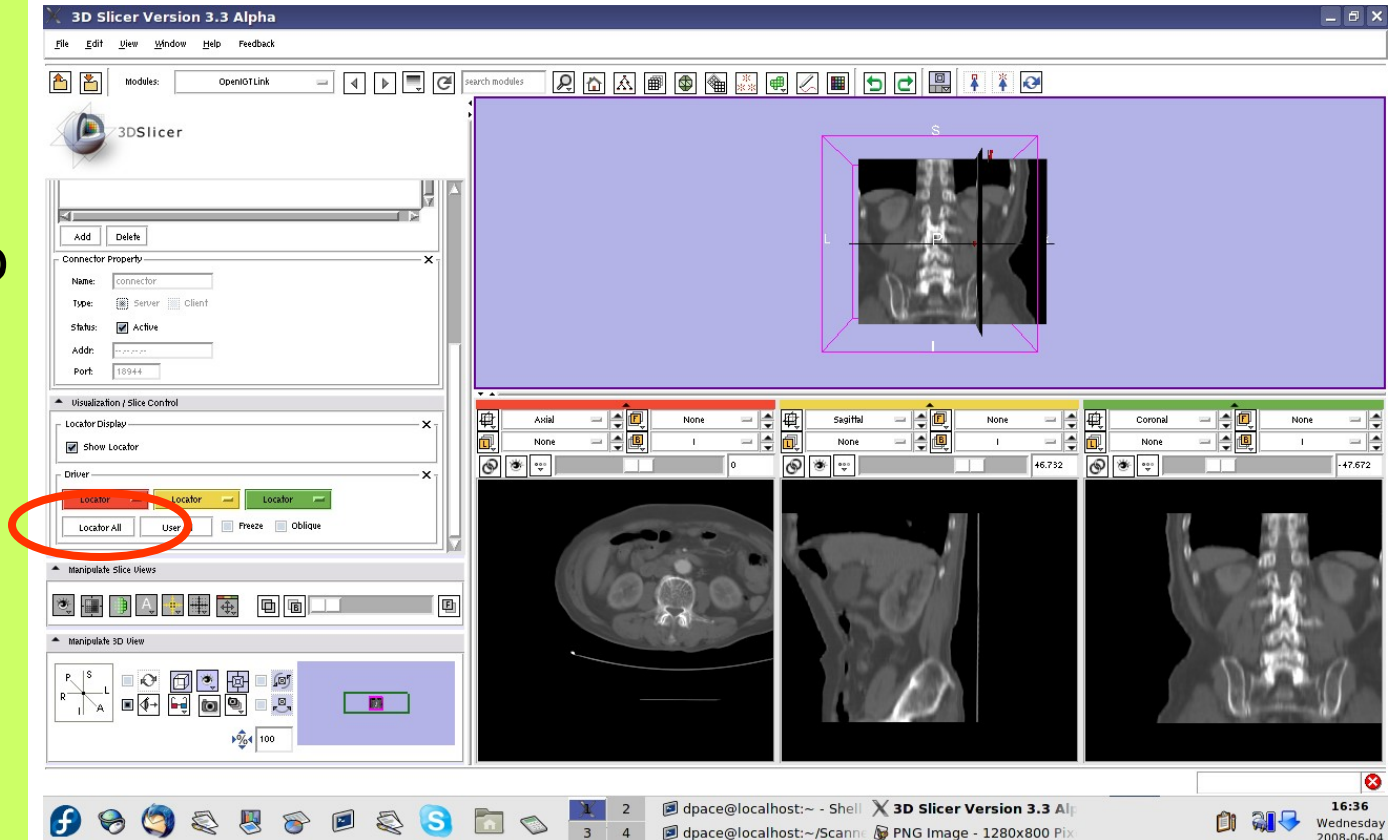 3D Slicer Version 3.3 Alpha
File Edit View Window Help Feedback
Modules: OpenIGTLink search modules
3DSlicer
Add Delete
Connector Property
Name: connector
Type: Server Client
Status: Active
Addr: --.--.--.--
Port: 18944
Visualization / Slice Control
Locator Display
Show Locator
Driver
Locator Locator Locator
Locator All User Freeze Oblique
Manipulate Slice Views
Manipulate 3D View
P S
R L
I A
100
S
L P
I
Axial None
None I
0
Sagittal None
None I
46.732
Coronal None
None I
-47.672
1 2
3 4
dpace@localhost:~ - Shell
3D Slicer Version 3.3 Alp
dpace@localhost:~/Scanne
PNG Image - 1280x800 Pix
16:36
Wednesday
2008-06-04